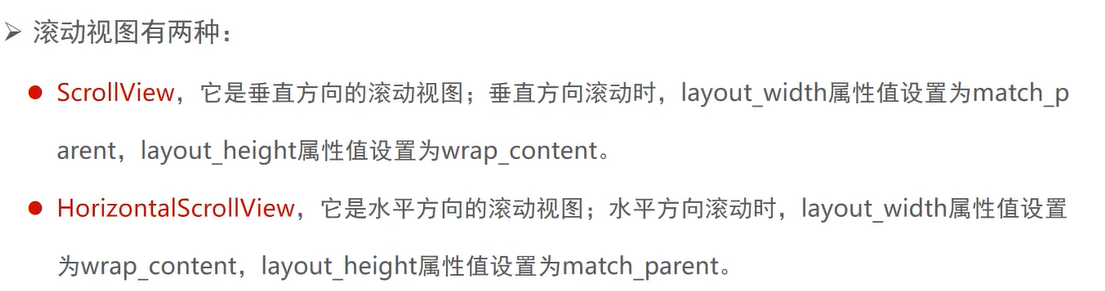 ➢ 滚动视图有两种：
● ScrollView，它是垂直方向的滚动视图；垂直方向滚动时，layout_width属性值设置为match_p
arent，layout_height属性值设置为wrap_content。
● HorizontalScrollView，它是水平方向的滚动视图；水平方向滚动时，layout_width属性值设置
为wrap_content，layout_height属性值设置为match_parent。